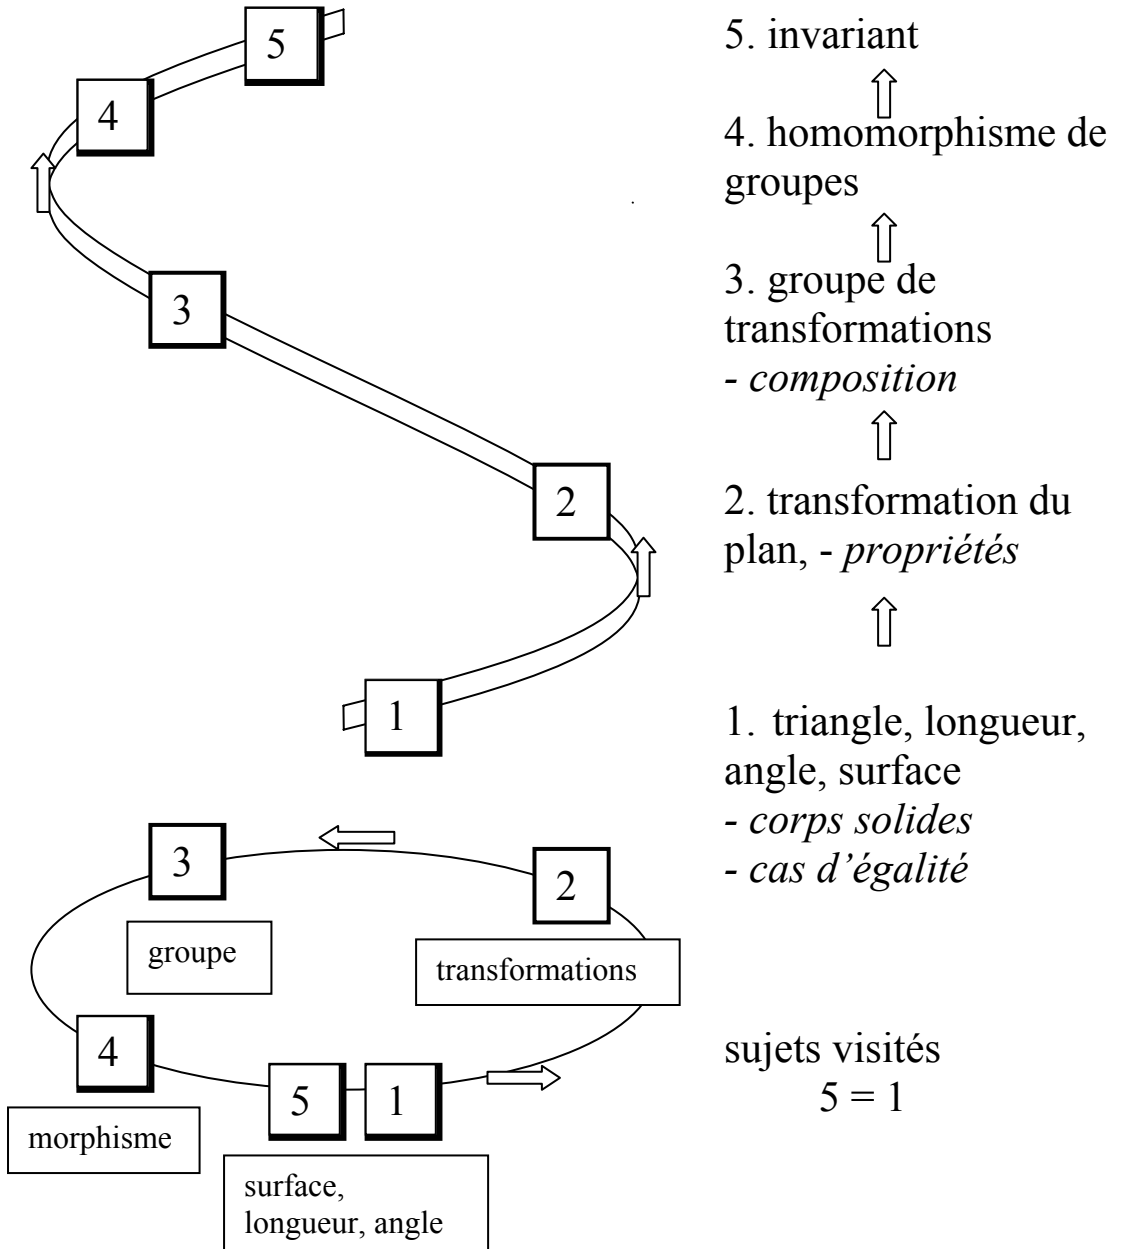 5
4
3
2
1
5. invariant
4. homomorphisme de
groupes
3. groupe de
transformations
- composition
2. transformation du
plan, - propriétés
1. triangle, longueur,
angle, surface
- corps solides
- cas d’égalité
3
2
groupe
transformations
4
5
1
morphisme
surface,
longueur, angle
sujets visités
5 = 1